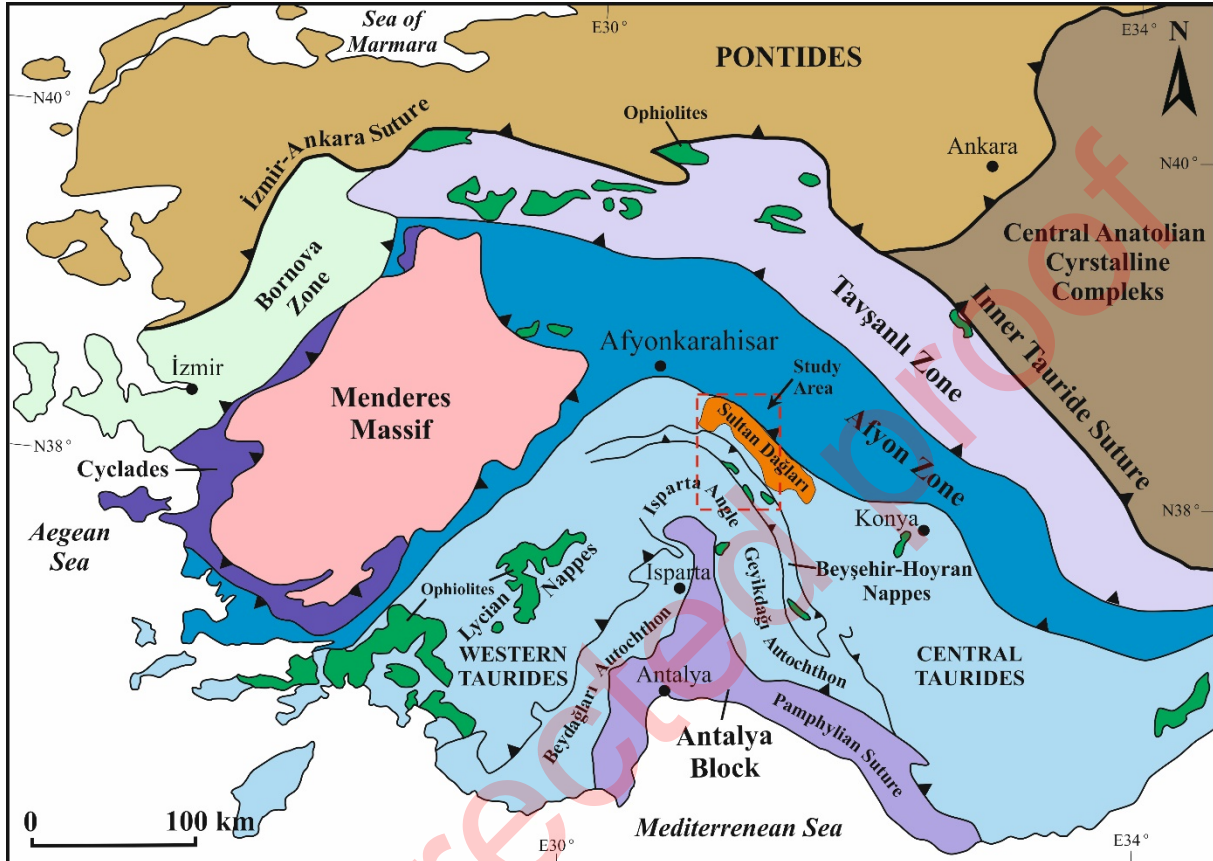 Sea of
Marmara
E30°
E34°
N
PONTIDES
N40°
Ophiolites
İzmir-Ankara Suture
Ankara
N40°
Central Anatolian
Cyrstalline
Compleks
Bornova
Zone
Tavşanlı Zone
Inner Tauride Suture
Afyonkarahisar
İzmir
Study
Area
Menderes
Massif
Sultan Dağları
Afyon Zone
N38°
Cyclades
N38°
Isparta Angle
Konya
Aegean
Sea
Beyşehir-Hoyran
Nappes
Geyikdağı
Autochthon
Isparta
Ophiolites
Lycian Nappes
WESTERN
TAURIDES
CENTRAL
TAURIDES
Beydağları Autochthon
Antalya
Pamphylian Suture
Antalya
Block
0 100 km
Mediterrenean Sea
E30°
E34°
rected proof